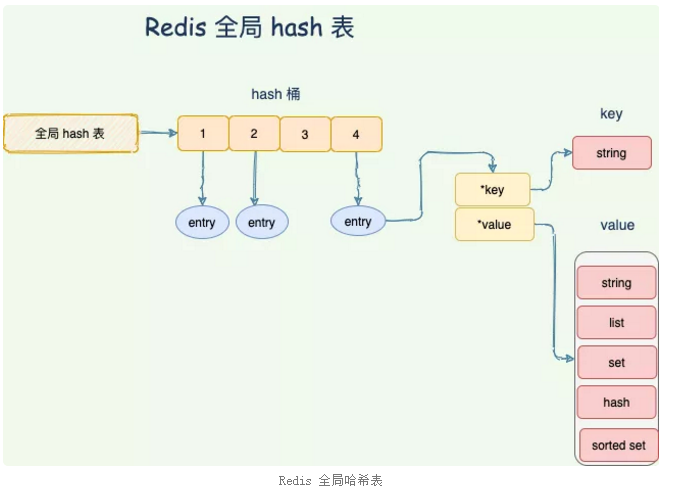 Redis 全局 hash 表
hash 桶
key
全局 hash 表
1
2
3
4
string
*key
entry
entry
entry
*value
value
string
list
set
hash
sorted set
Redis 全局哈希表